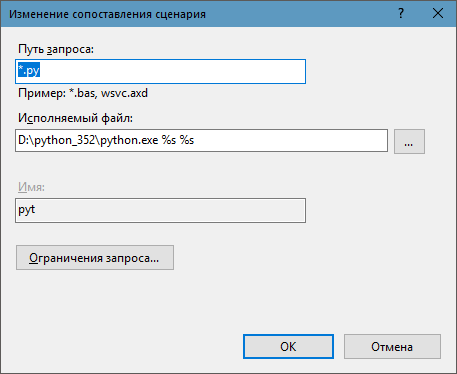 Изменение сопоставления сценария
?
Путь запроса:
*.py
Пример: *.bas, wsvc.axd
Исполняемый файл:
D:\python_352\python.exe %s %s
...
Имя:
pyt
Ограничения запроса...
ОК
Отмена